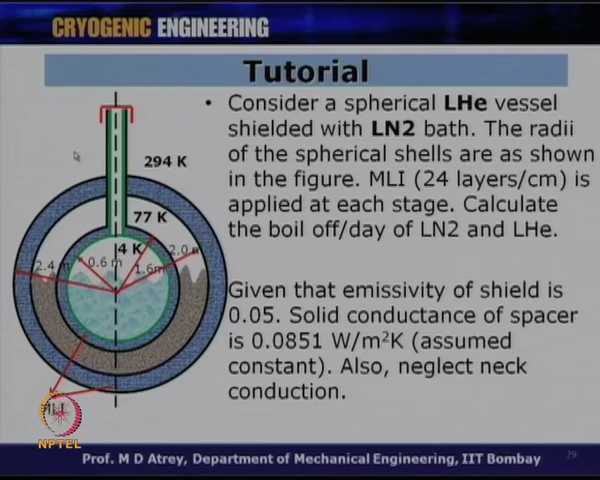 CRYOGENIC ENGINEERING
Tutorial
• Consider a spherical LHe vessel
shielded with LN2 bath. The radii
of the spherical shells are as shown
in the figure. MLI (24 layers/cm) is
applied at each stage. Calculate
the boil off/day of LN2 and LHe.
Given that emissivity of shield is
0.05. Solid conductance of spacer
is 0.0851 W/m²K (assumed
constant). Also, neglect neck
conduction.
294 K
77 K
4 K
2.4 m
0.6 m
1.6m
2.0
MLI
NPTEL
Prof. M D Atrey, Department of Mechanical Engineering, IIT Bombay
29